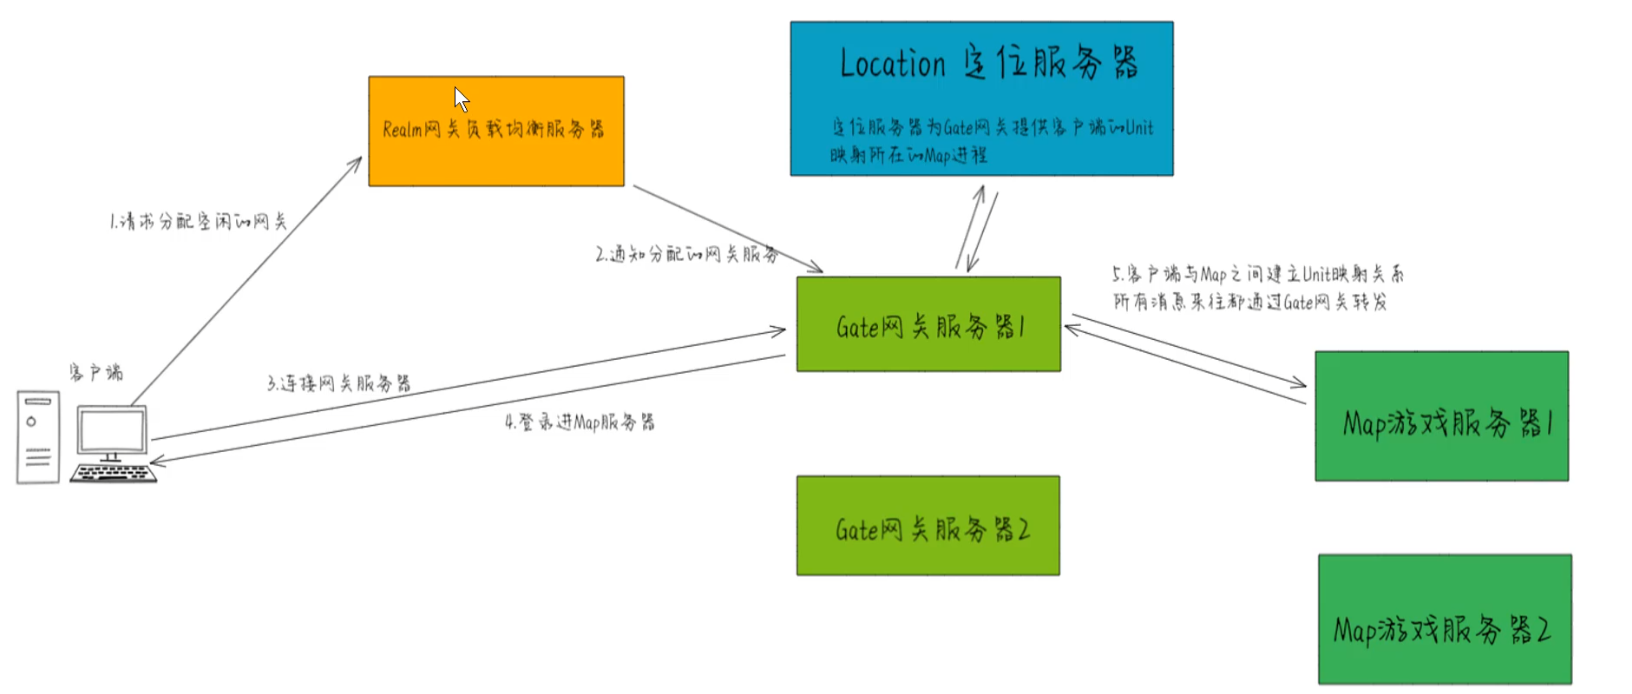 Location 定位服务器
定位服务器为Gate网关提供客户端的Unit
映射所在的Map进程
Realm网关负载均衡服务器
1.请求分配空闲的网关
2.通知分配的网关服务
5.客户端与Map之间建立Unit映射关系
所有消息来往都通过Gate网关转发
Gate网关服务器1
客户端
3.连接网关服务器
4.登录进Map服务器
Map游戏服务器1
Gate网关服务器2
Map游戏服务器2